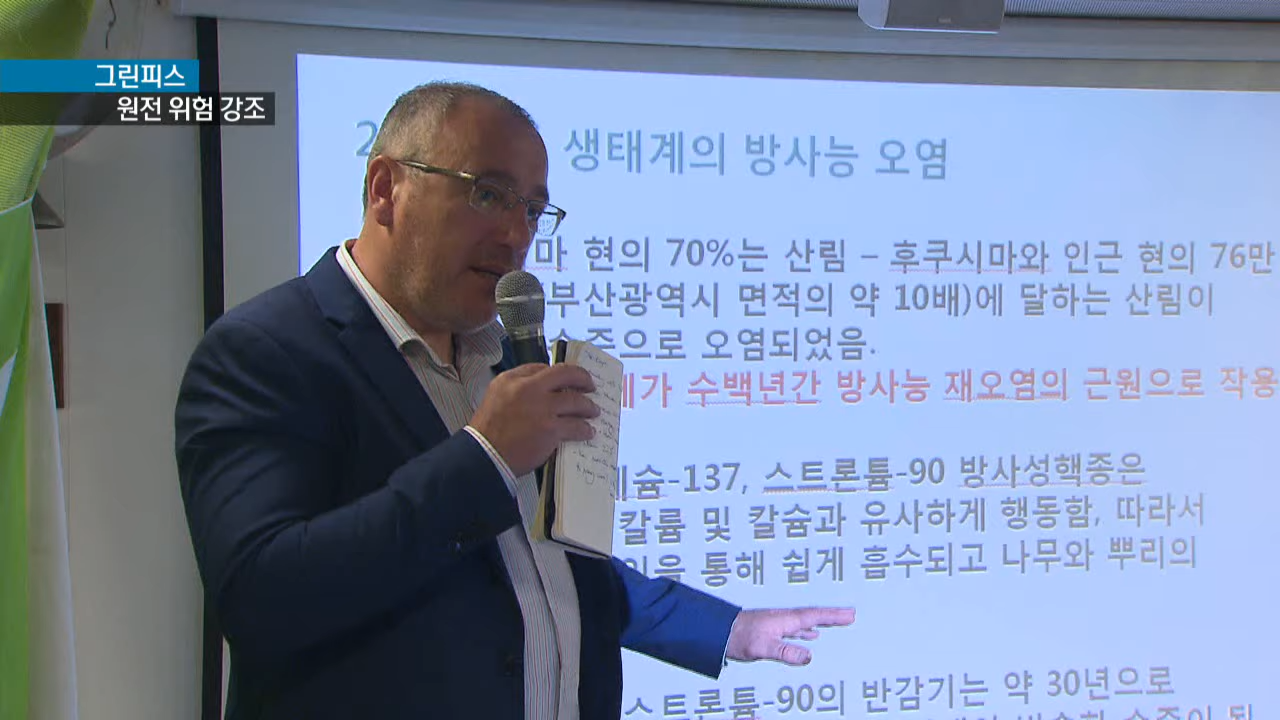 그린피스
원전 위험 강조
2 생태계의 방사능 오염
마 현의 70%는 산림 – 후쿠시마와 인근 현의 76만
부산광역시 면적의 약 10배)에 달하는 산림이
수준으로 오염되었음.
계가 수백년간 방사능 재오염의 근원으로 작용
세슘-137, 스트론튬-90 방사성핵종은
칼륨 및 칼슘과 유사하게 행동함, 따라서
통해 쉽게 흡수되고 나무와 뿌리의
스트론튬-90의 반감기는 약 30년으로